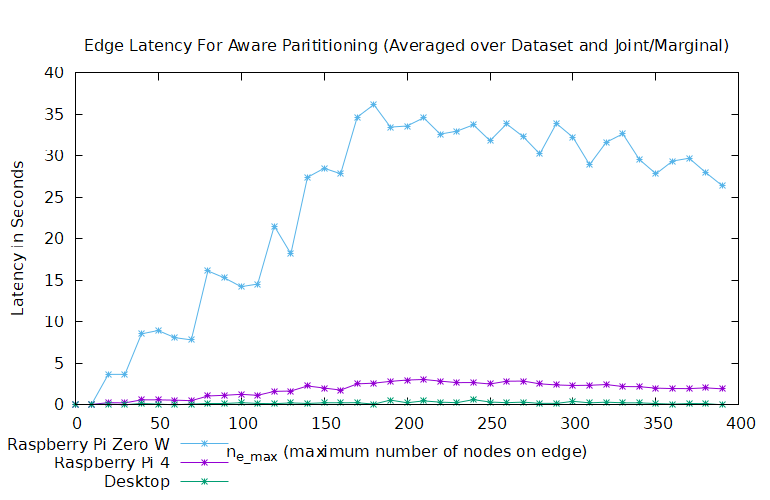 Edge Latency For Aware Parititioning (Averaged over Dataset and Joint/Marginal)
40
35
30
25
20
15
10
5
0
Latency in Seconds
0 50 100 150 200 250 300 350 400
n_e_max (maximum number of nodes on edge)
Raspberry Pi Zero W
Raspberry Pi 4
Desktop